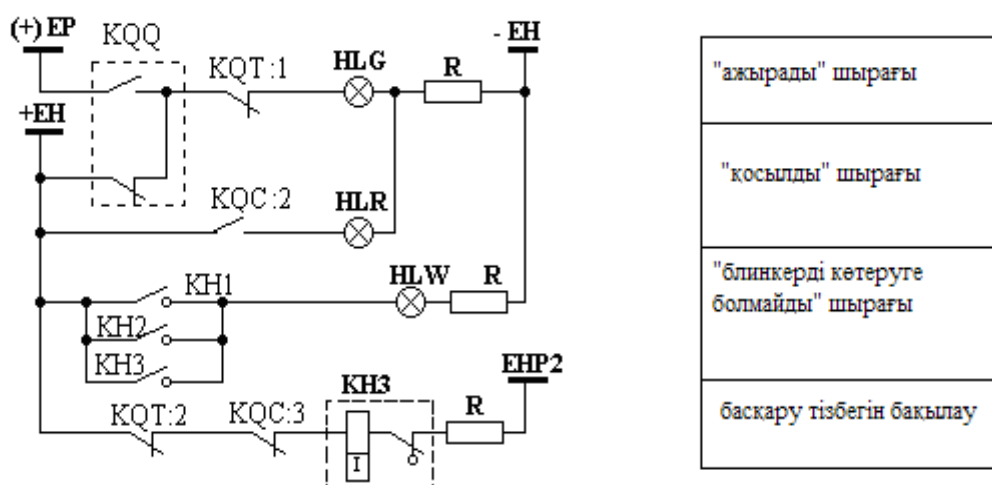 (+) EP
KQQ
- EH
KQT:1
HLG
R
+EH
KQC:2
HLR
HLW
R
KH1
KH2
KH3
KH3
EHP2
KQT:2
KQC:3
R
I
"ажырады" шырағы
"қосылды" шырағы
"блинкерді көтеруге
болмайды" шырағы
басқару тізбегін бақылау